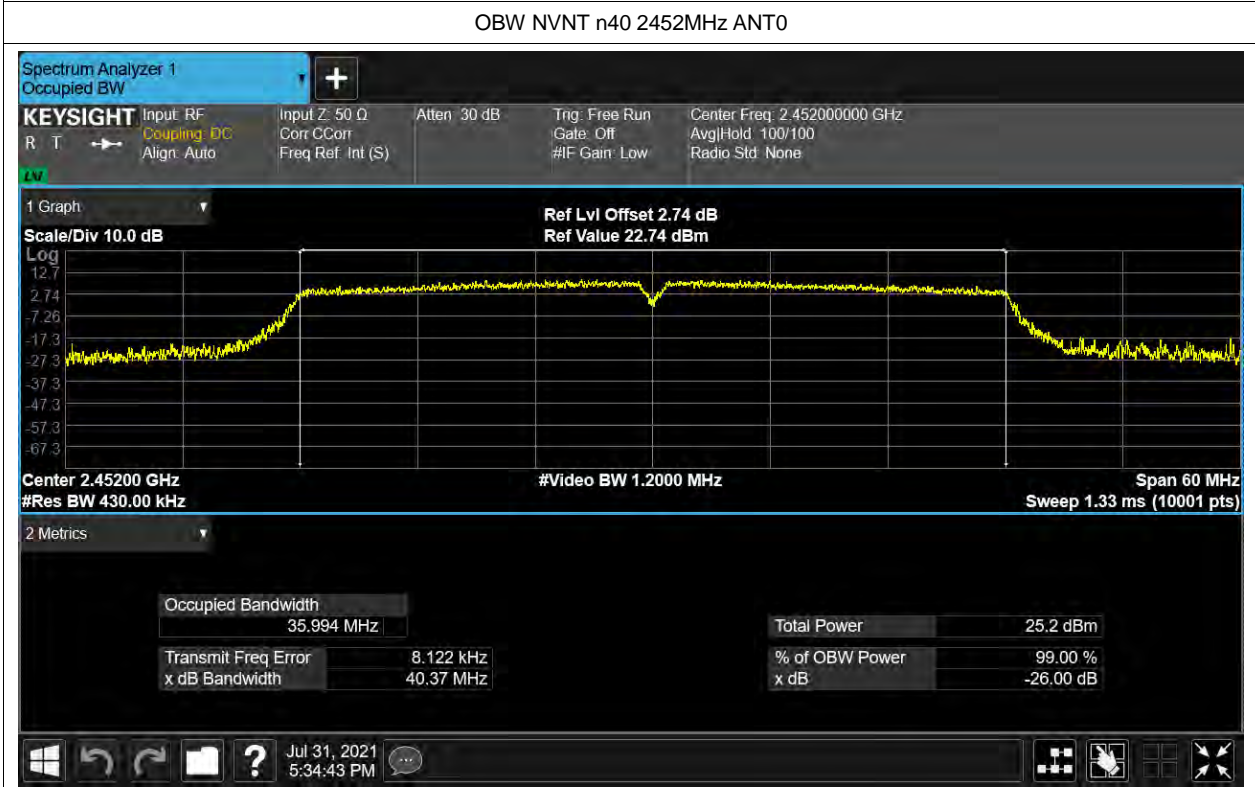 OBW NVNT n40 2452MHz ANT0
Spectrum Analyzer 1
Occupied BW
KEYSIGHT Input: RF Input Z: 50 Ω Atten: 30 dB Trig: Free Run Center Freq: 2.452000000 GHz
R T Coupling: DC Corr CCorr Gate: Off Avg|Hold: 100/100
Align: Auto Freq Ref: Int (S) #IF Gain: Low Radio Std: None
1 Graph
Scale/Div 10.0 dB
Ref Lvl Offset 2.74 dB
Ref Value 22.74 dBm
Log
12.7
2.74
-7.26
-17.3
-27.3
-37.3
-47.3
-57.3
-67.3
Center 2.45200 GHz #Video BW 1.2000 MHz Span 60 MHz
#Res BW 430.00 kHz Sweep 1.33 ms (10001 pts)
2 Metrics
Occupied Bandwidth
35.994 MHz
Total Power 25.2 dBm
Transmit Freq Error 8.122 kHz % of OBW Power 99.00 %
x dB Bandwidth 40.37 MHz x dB -26.00 dB
? Jul 31, 2021
5:34:43 PM